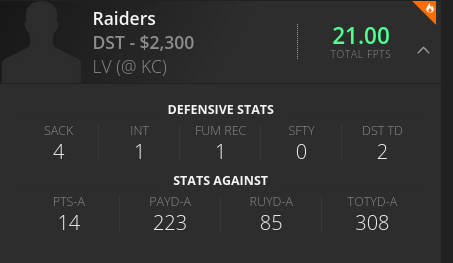 Raiders
DST - $2,300
LV (@ KC)
21.00
TOTAL FPTS
DEFENSIVE STATS
SACK INT FUM REC SFTY DST TD
4 1 1 0 2
STATS AGAINST
PTS-A PAYD-A RUYD-A TOTYD-A
14 223 85 308